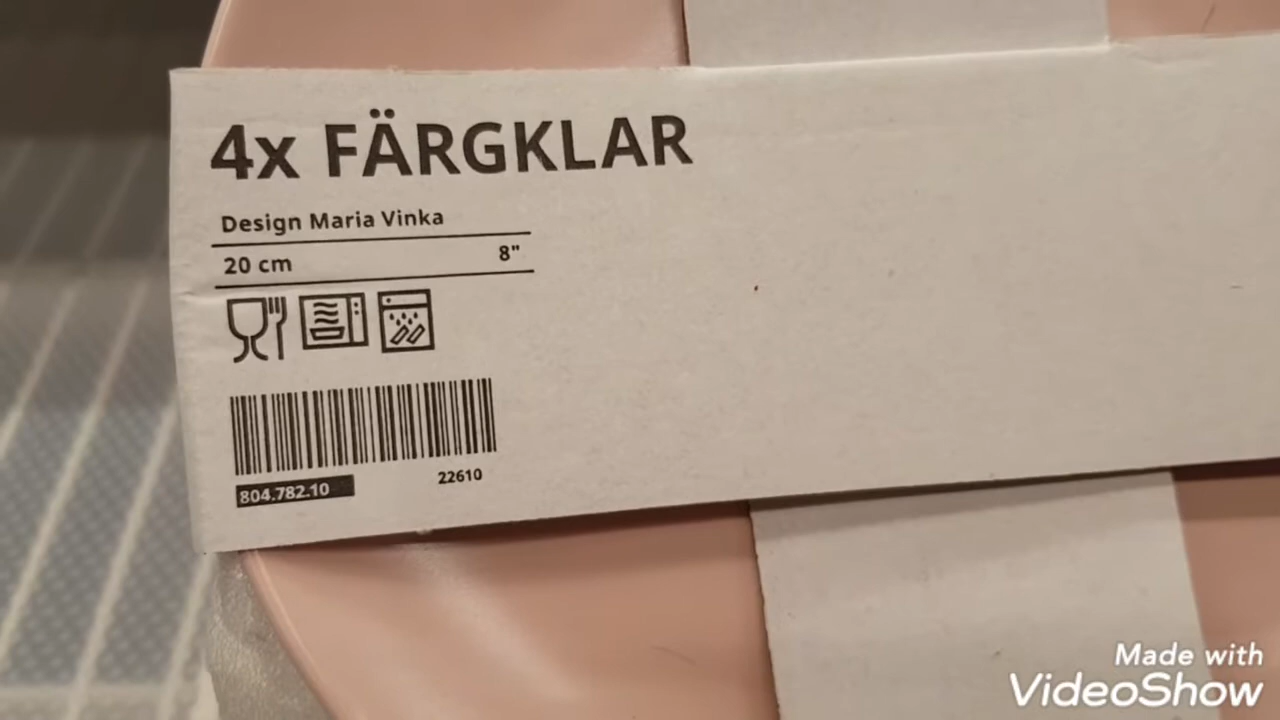 4x FÄRGKLAR
Design Maria Vinka
20 cm 8"
804.782.10 22610
Made with
VideoShow